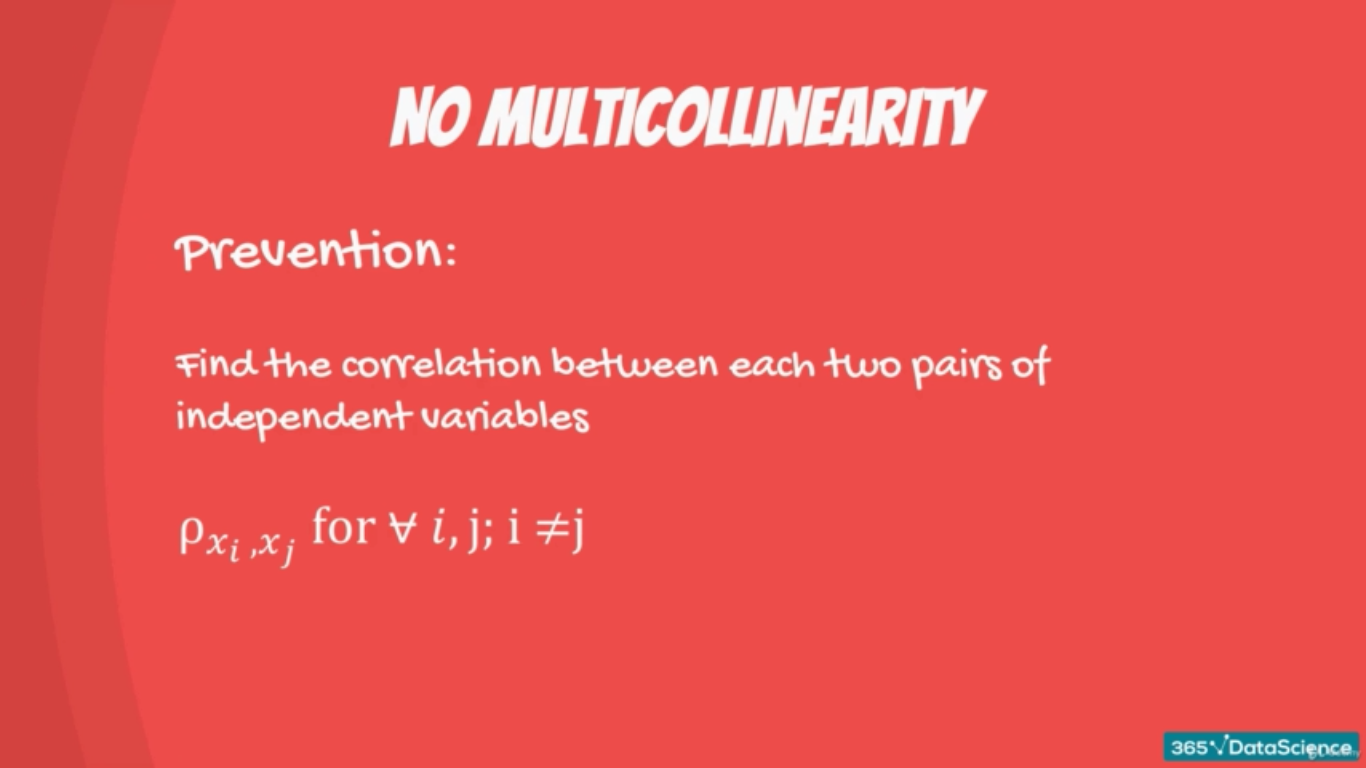 NO MULTICOLLINEARITY
Prevention:
Find the correlation between each two pairs of
independent variables
ρxᵢ ,xⱼ for ∀ i, j; i ≠j
365√DataScience